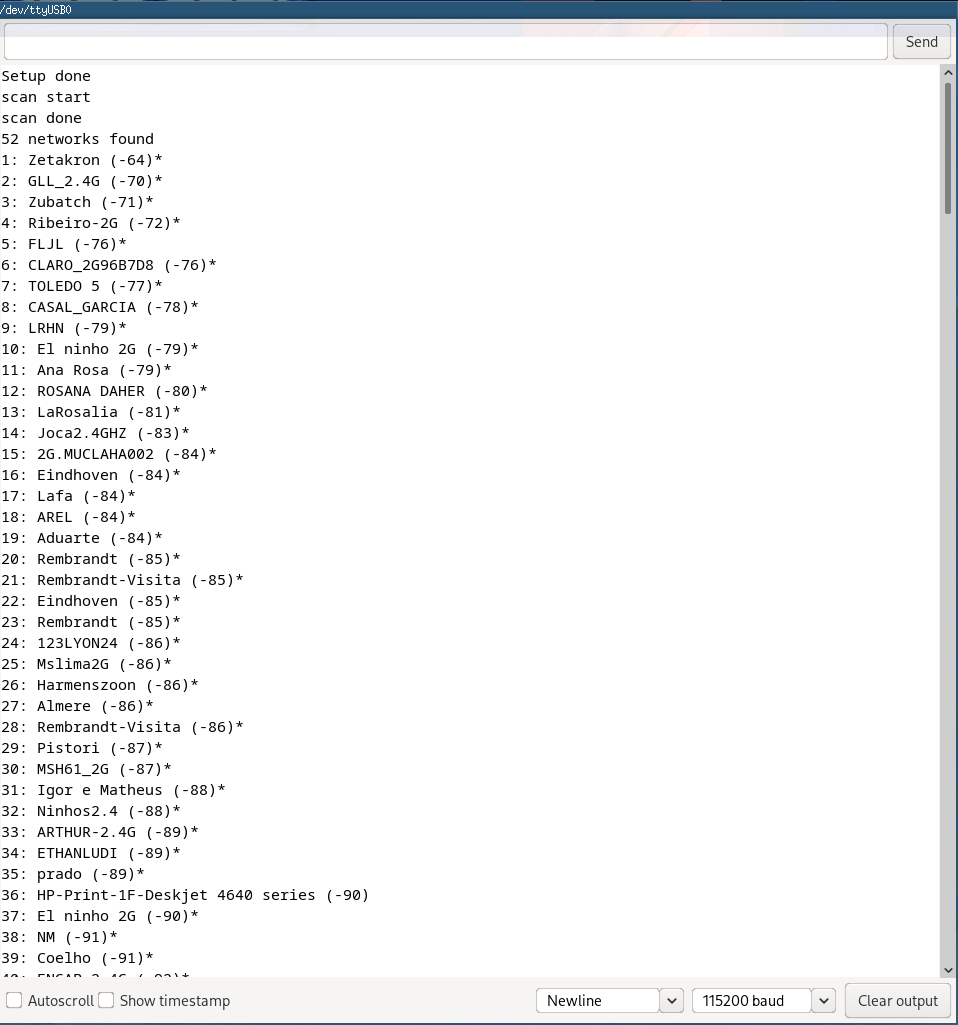 /dev/ttyUSB0
Send
Setup done
scan start
scan done
52 networks found
1: Zetakron (-64)*
2: GLL_2.4G (-70)*
3: Zubatch (-71)*
4: Ribeiro-2G (-72)*
5: FLJL (-76)*
6: CLARO_2G96B7D8 (-76)*
7: TOLEDO 5 (-77)*
8: CASAL_GARCIA (-78)*
9: LRHN (-79)*
10: El ninho 2G (-79)*
11: Ana Rosa (-79)*
12: ROSANA DAHER (-80)*
13: LaRosalia (-81)*
14: Joca2.4GHZ (-83)*
15: 2G.MUCLAHA002 (-84)*
16: Eindhoven (-84)*
17: Lafa (-84)*
18: AREL (-84)*
19: Aduarte (-84)*
20: Rembrandt (-85)*
21: Rembrandt-Visita (-85)*
22: Eindhoven (-85)*
23: Rembrandt (-85)*
24: 123LYON24 (-86)*
25: Mslima2G (-86)*
26: Harmenszoon (-86)*
27: Almere (-86)*
28: Rembrandt-Visita (-86)*
29: Pistori (-87)*
30: MSH61_2G (-87)*
31: Igor e Matheus (-88)*
32: Ninhos2.4 (-88)*
33: ARTHUR-2.4G (-89)*
34: ETHANLUDI (-89)*
35: prado (-89)*
36: HP-Print-1F-Deskjet 4640 series (-90)
37: El ninho 2G (-90)*
38: NM (-91)*
39: Coelho (-91)*
Autoscroll Show timestamp Newline 115200 baud Clear output